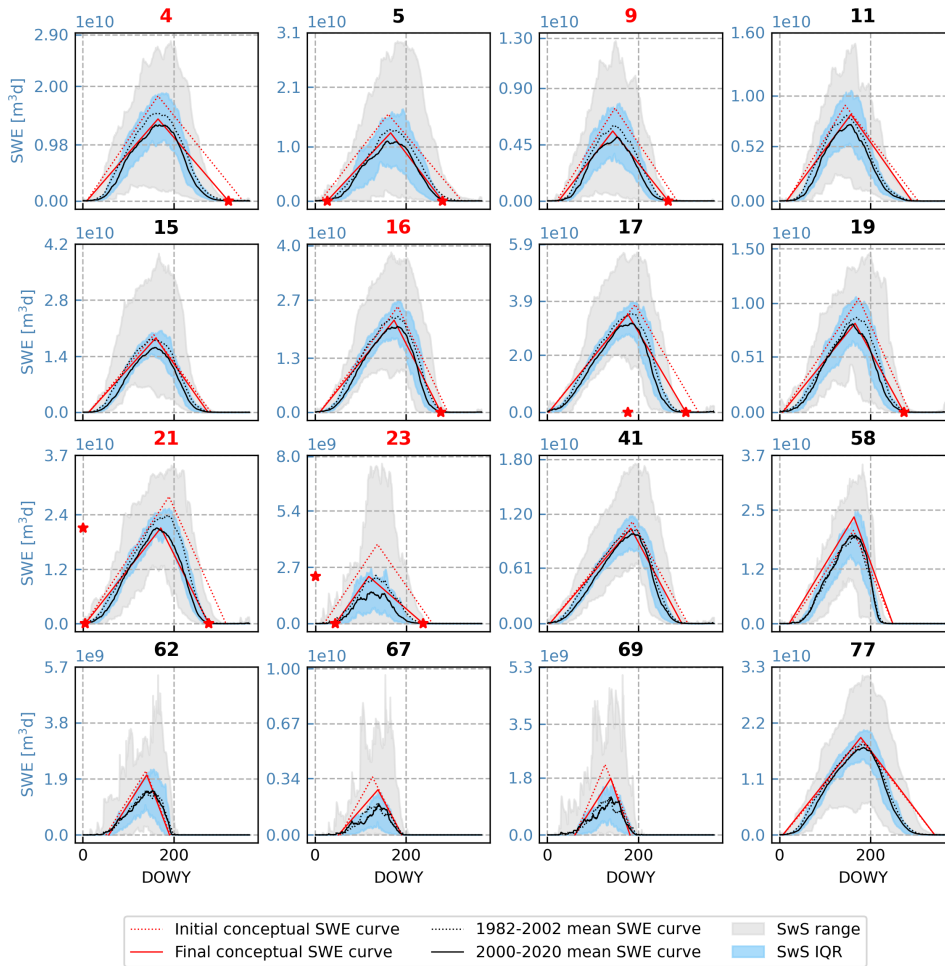 4 5 9 11
1e10 1e10 1e10 1e10
2.90 3.1 1.30 1.60
2.00 2.1 0.90 1.00
0.98 1.0 0.45 0.52
0.00 0.0 0.00 0.00
SWE [m³d]
200 200 200 200
15 16 17 19
1e10 1e10 1e10 1e10
4.2 4.0 5.9 1.50
2.8 2.7 3.9 1.00
1.4 1.3 2.0 0.51
0.0 0.0 0.0 0.00
SWE [m³d]
200 200 200 200
21 23 41 58
1e10 1e9 1e10 1e10
3.7 8.0 1.80 3.7
2.4 5.4 1.20 2.5
1.2 2.7 0.61 1.2
0.0 0.0 0.00 0.0
SWE [m³d]
62 67 69 77
1e9 1e10 1e9 1e10
5.7 1.00 5.3 3.3
3.8 0.67 3.5 2.2
1.9 0.34 1.8 1.1
0.0 0.00 0.0 0.0
SWE [m³d]
0 200 0 200 0 200 0 200
DOWY DOWY DOWY DOWY
Initial conceptual SWE curve 1982-2002 mean SWE curve SwS range
Final conceptual SWE curve 2000-2020 mean SWE curve SwS IQR